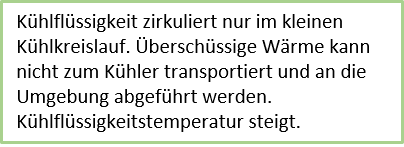 Kühlflüssigkeit zirkuliert nur im kleinen
Kühlkreislauf. Überschüssige Wärme kann
nicht zum Kühler transportiert und an die
Umgebung abgeführt werden.
Kühlflüssigkeitstemperatur steigt.